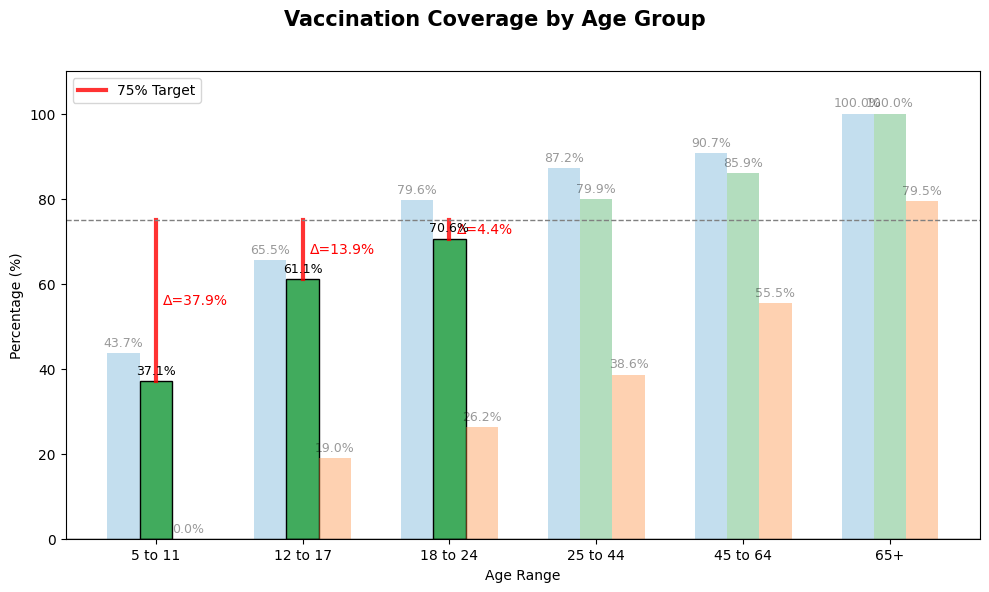 Vaccination Coverage by Age Group
75% Target
Percentage (%)
100
80
60
40
20
0
43.7%
37.1%
0.0%
Δ=37.9%
65.5%
61.1%
19.0%
Δ=13.9%
79.6%
70.6%
26.2%
Δ=4.4%
87.2%
79.9%
38.6%
90.7%
85.9%
55.5%
100.0%
100.0%
79.5%
5 to 11
12 to 17
18 to 24
25 to 44
45 to 64
65+
Age Range